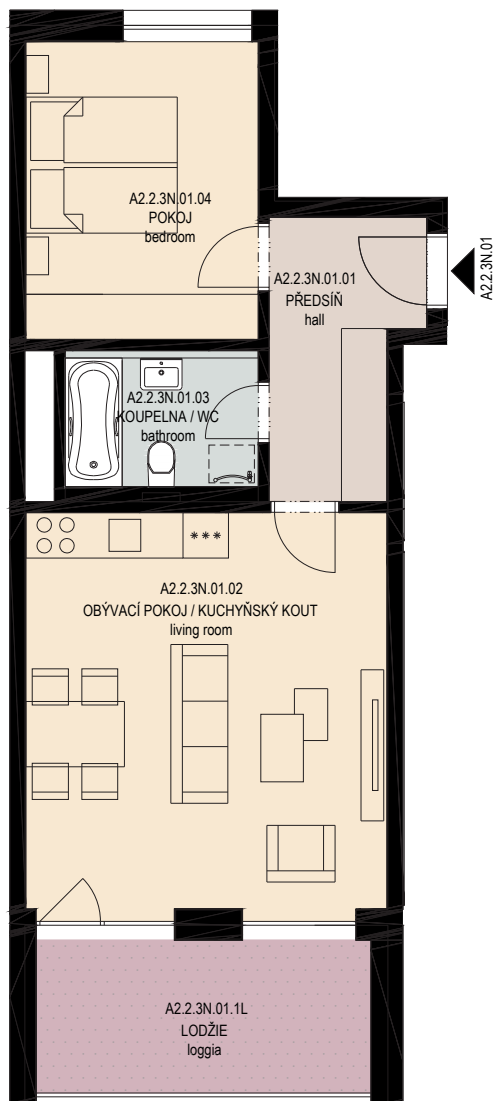 A2.2.3N.01.04
POKOJ
bedroom
A2.2.3N.01.01
PŘEDSÍŇ
hall
A2.2.3N.01
A2.2.3N.01.03
KOUPELNA / WC
bathroom
***
A2.2.3N.01.02
OBÝVACÍ POKOJ / KUCHYŇSKÝ KOUT
living room
A2.2.3N.01.1L
LODŽIE
loggia